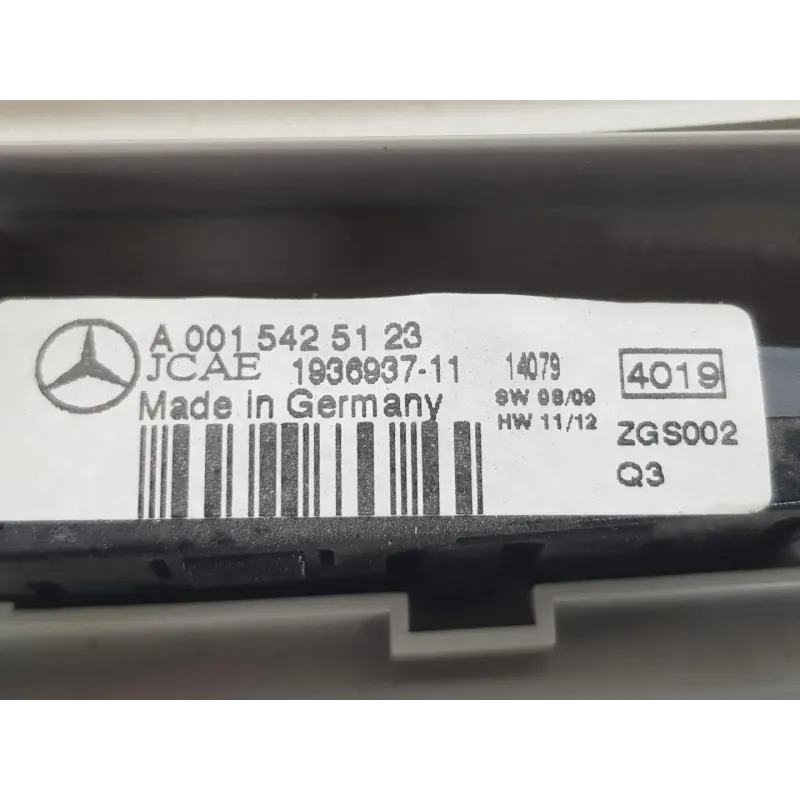 A 001 542 51 23
JCAE 1936937-11 14079 4019
Made in Germany SW 08/09
HW 11/12 ZGS002
Q3